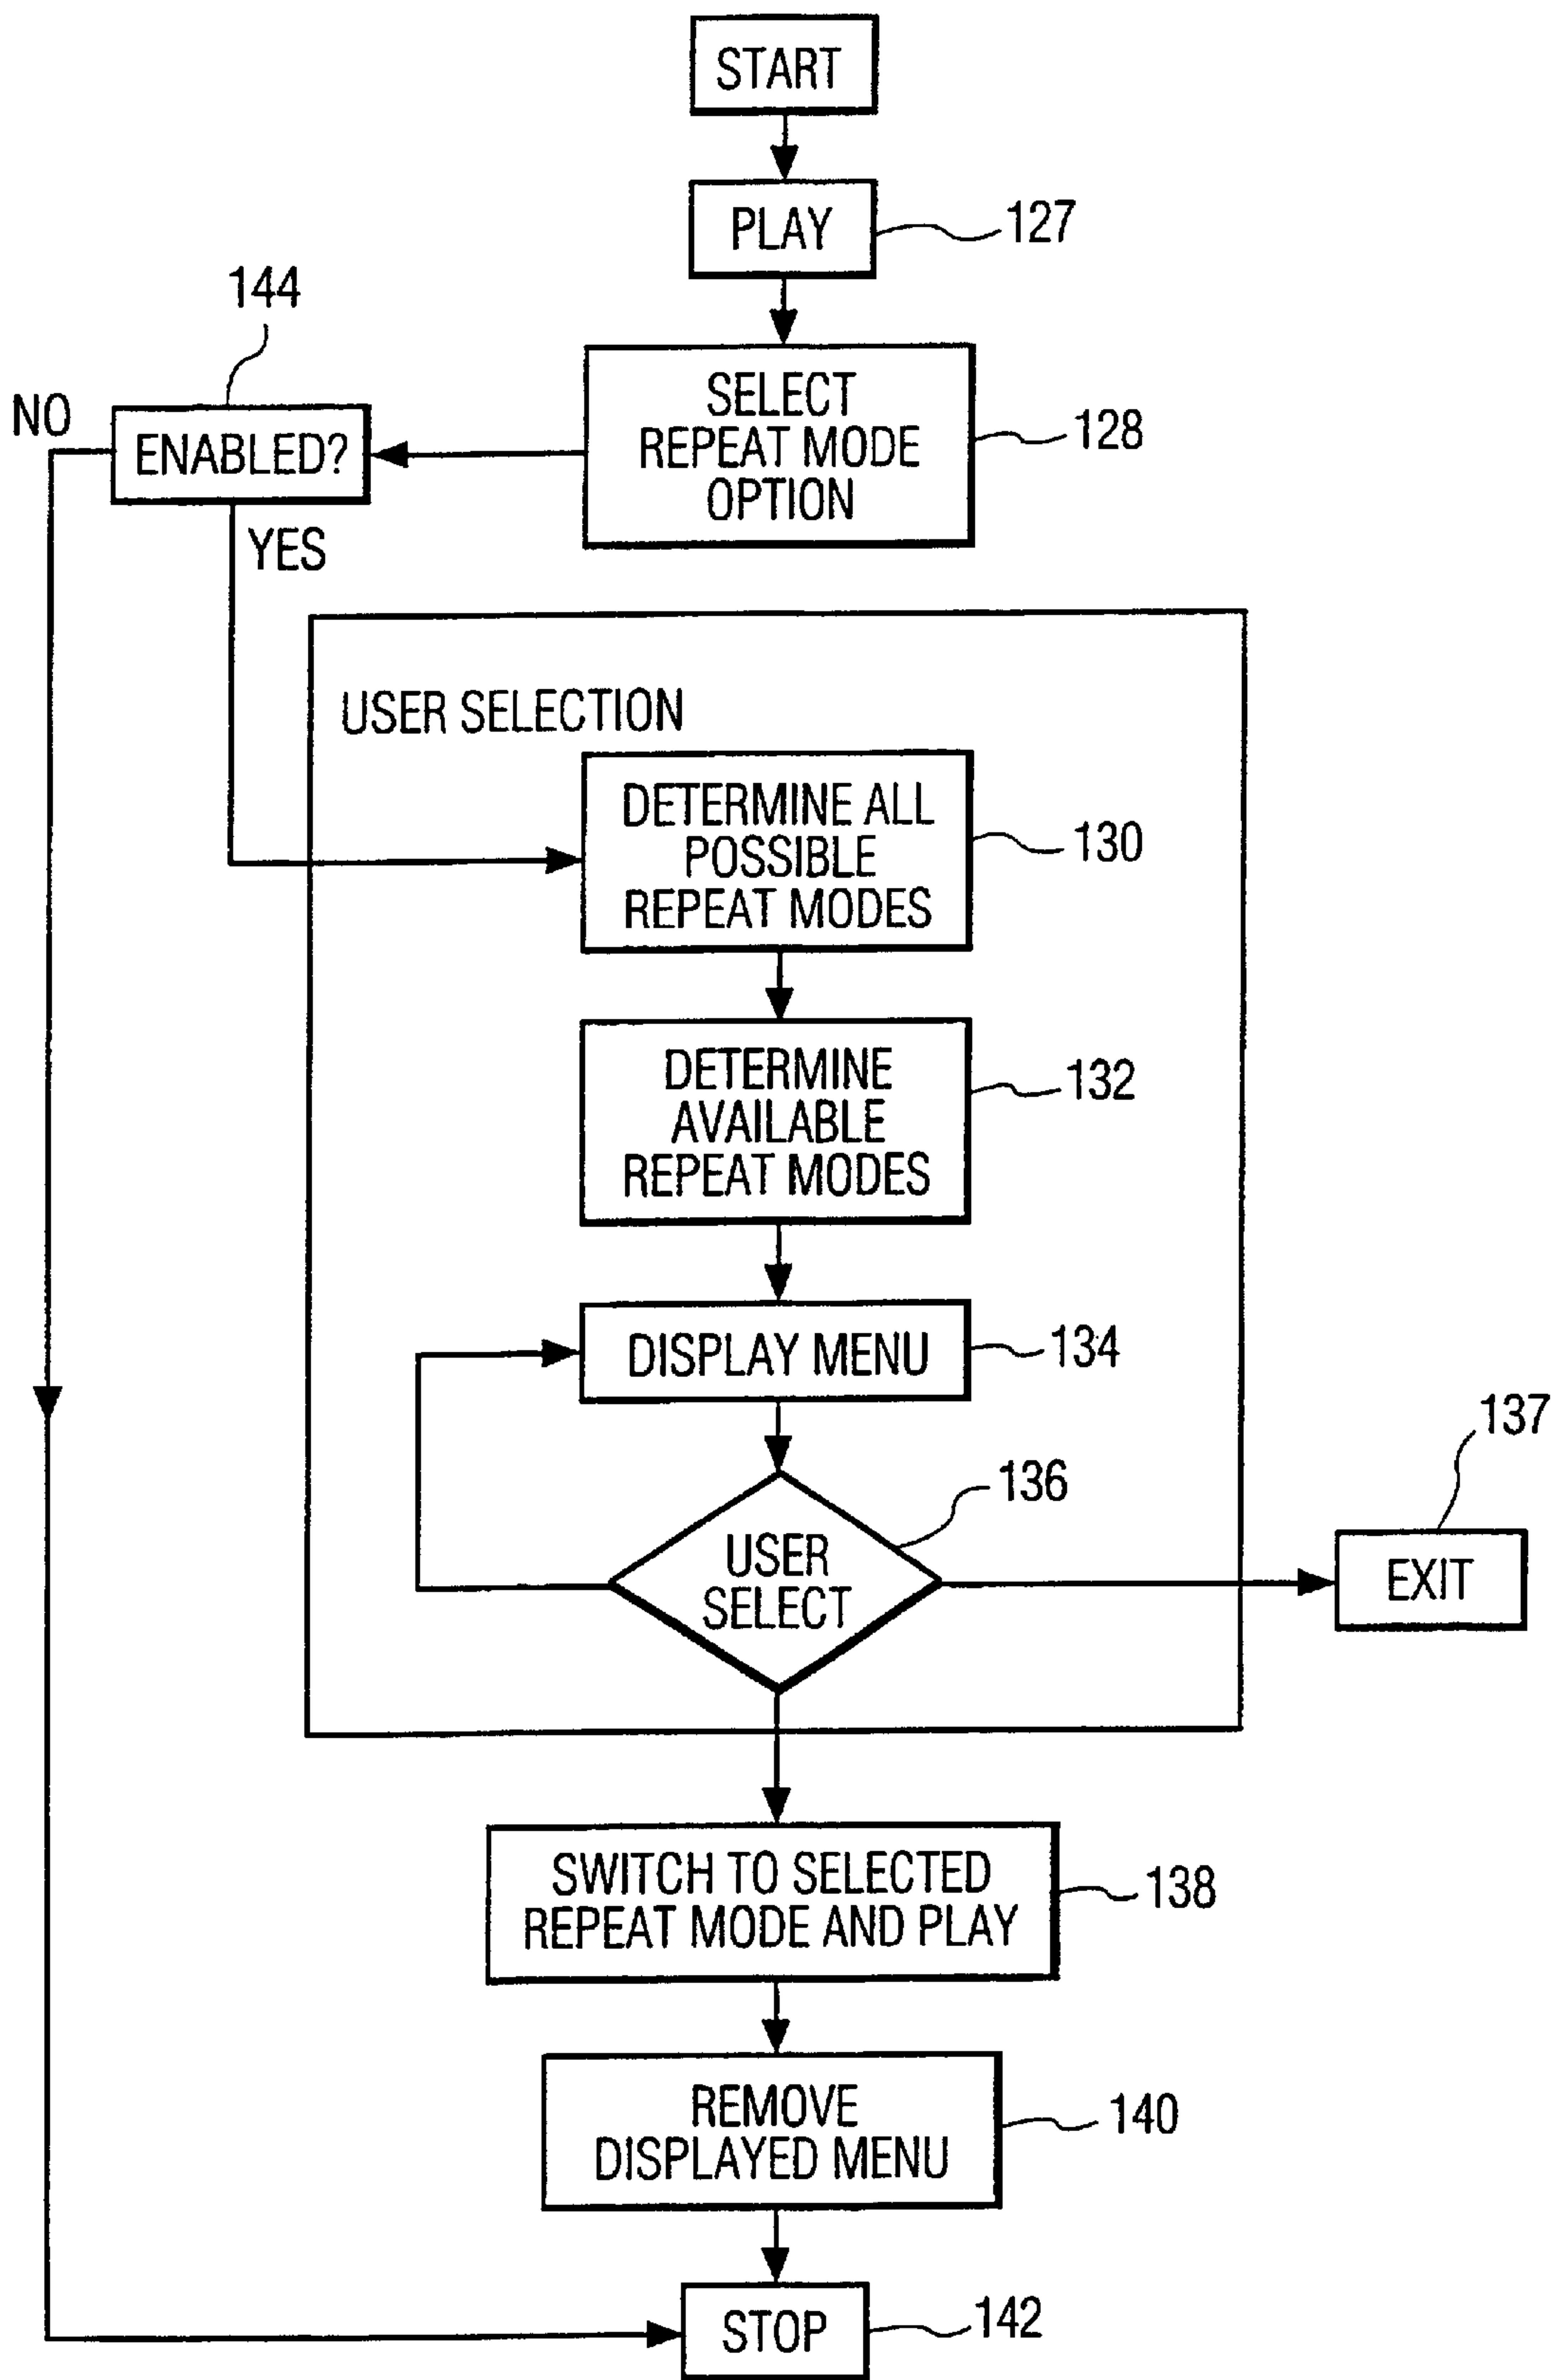 START
PLAY
127
144
NO
ENABLED?
SELECT
REPEAT MODE
OPTION
128
YES
USER SELECTION
DETERMINE ALL
POSSIBLE
REPEAT MODES
130
DETERMINE
AVAILABLE
REPEAT MODES
132
DISPLAY MENU
134
137
136
USER
SELECT
EXIT
SWITCH TO SELECTED
REPEAT MODE AND PLAY
138
REMOVE
DISPLAYED MENU
140
STOP
142